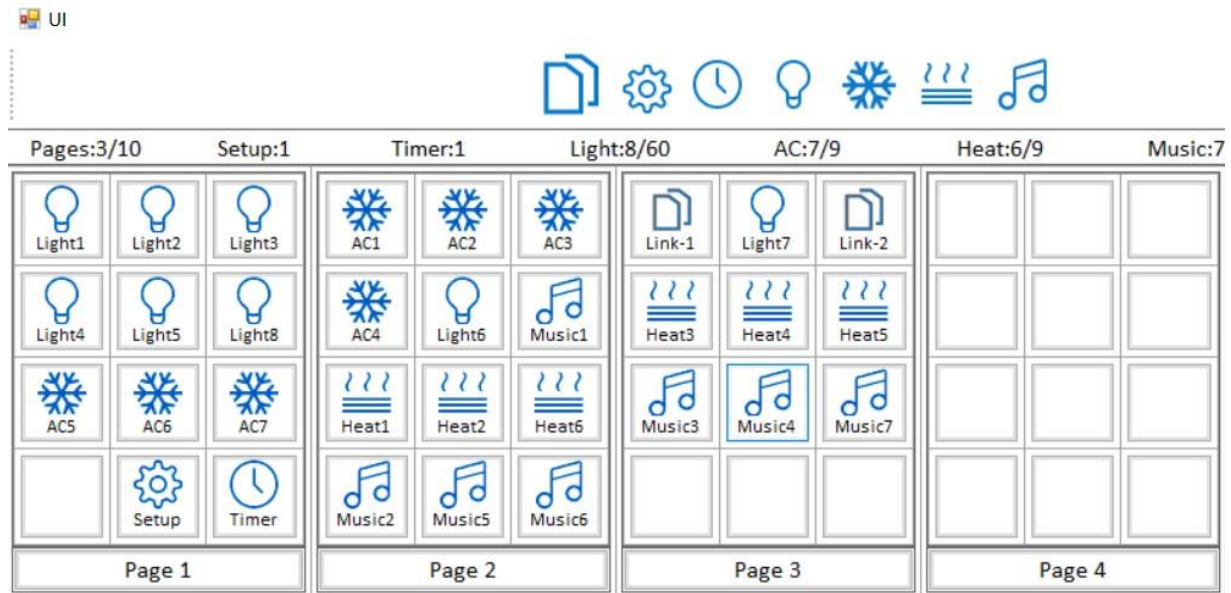 UI
Pages:3/10 Setup:1 Timer:1 Light:8/60 AC:7/9 Heat:6/9 Music:7
Light1 Light2 Light3 AC1 AC2 AC3 Link-1 Light7 Link-2
Light4 Light5 Light8 AC4 Light6 Music1 Heat3 Heat4 Heat5
AC5 AC6 AC7 Heat1 Heat2 Heat6 Music3 Music4 Music7
Setup Timer Music2 Music5 Music6
Page 1 Page 2 Page 3 Page 4